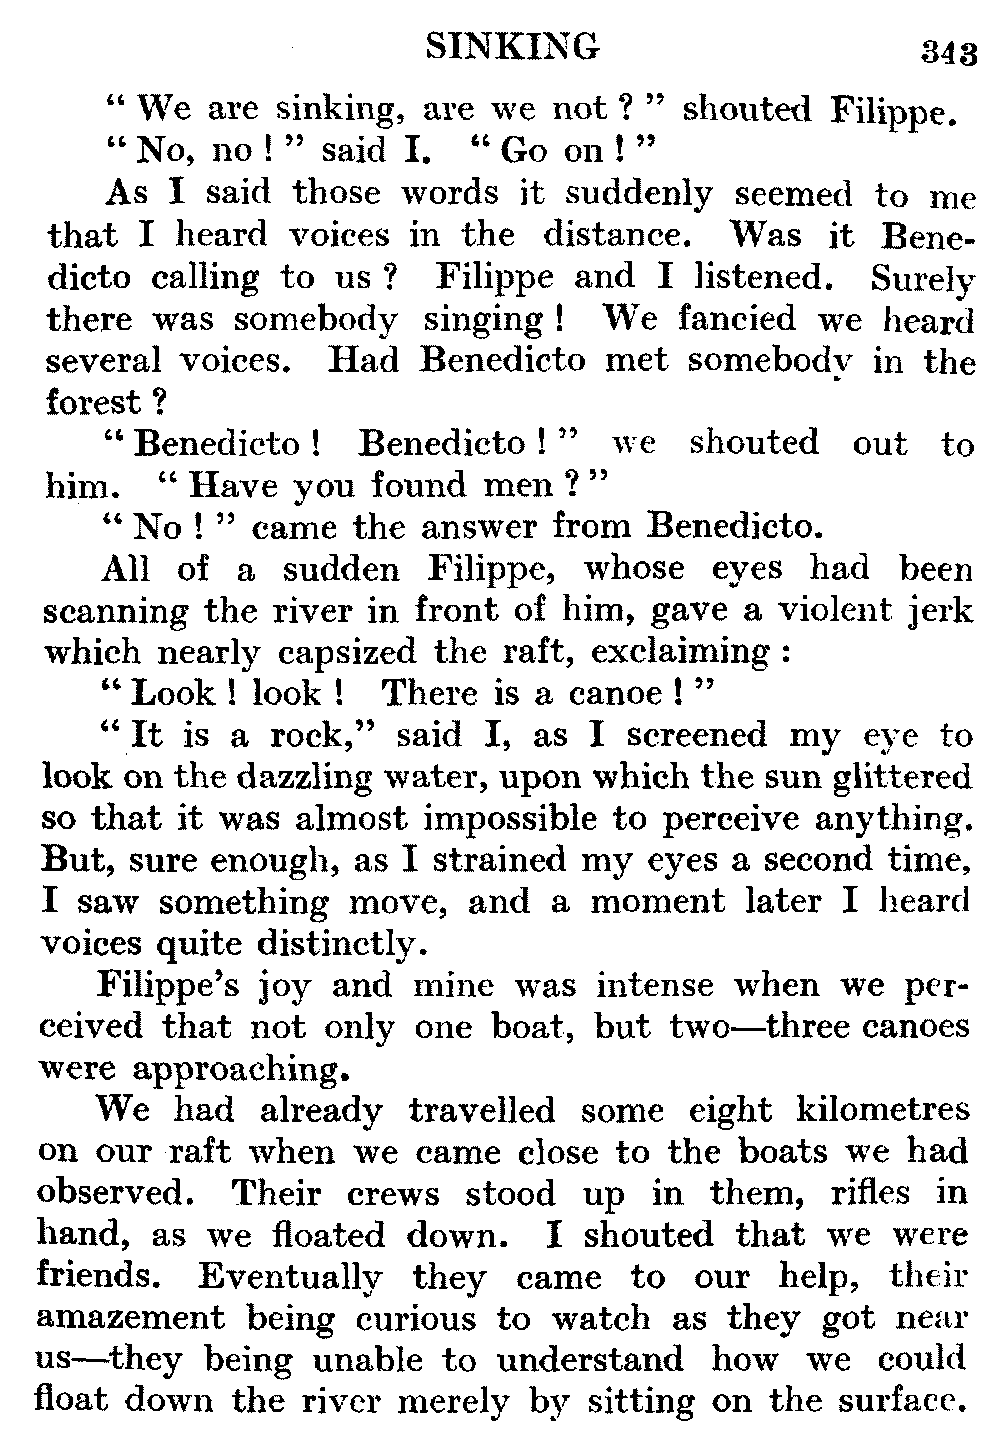 SINKING 343
“ We are sinking, are we not ? ” shouted Filippe.
“ No, no ! ” said I. “ Go on ! ”
As I said those words it suddenly seemed to me
that I heard voices in the distance. Was it Bene-
dicto calling to us ? Filippe and I listened. Surely
there was somebody singing ! We fancied we heard
several voices. Had Benedicto met somebody in the
forest ?
“ Benedicto ! Benedicto ! ” we shouted out to
him. “ Have you found men ? ”
“ No ! ” came the answer from Benedicto.
All of a sudden Filippe, whose eyes had been
scanning the river in front of him, gave a violent jerk
which nearly capsized the raft, exclaiming :
“ Look ! look ! There is a canoe ! ”
“ It is a rock,” said I, as I screened my eye to
look on the dazzling water, upon which the sun glittered
so that it was almost impossible to perceive anything.
But, sure enough, as I strained my eyes a second time,
I saw something move, and a moment later I heard
voices quite distinctly.
Filippe’s joy and mine was intense when we per-
ceived that not only one boat, but two—three canoes
were approaching.
We had already travelled some eight kilometres
on our raft when we came close to the boats we had
observed. Their crews stood up in them, rifles in
hand, as we floated down. I shouted that we were
friends. Eventually they came to our help, their
amazement being curious to watch as they got near
us—they being unable to understand how we could
float down the river merely by sitting on the surface.